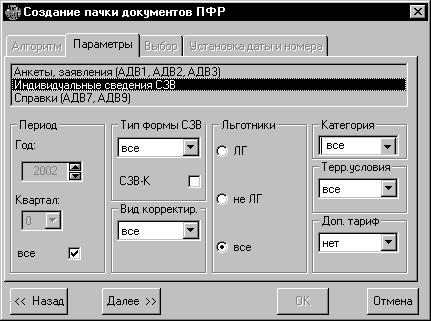 Создание пачки документов ПФР
Алгоритм Параметры Выбор Установка даты и номера
Анкеты, заявления (АДВ1, АДВ2, АДВ3)
Индивидуальные сведения СЗВ
Справки (АДВ7, АДВ9)
Период
Год:
2002
Квартал:
0
все
Тип формы СЗВ
все
СЗВ-К
Вид корректир.
все
Льготники
ЛГ
не ЛГ
все
Категория
все
Терр.условия
все
Доп. тариф
нет
<< Назад Далее >> OK Отмена